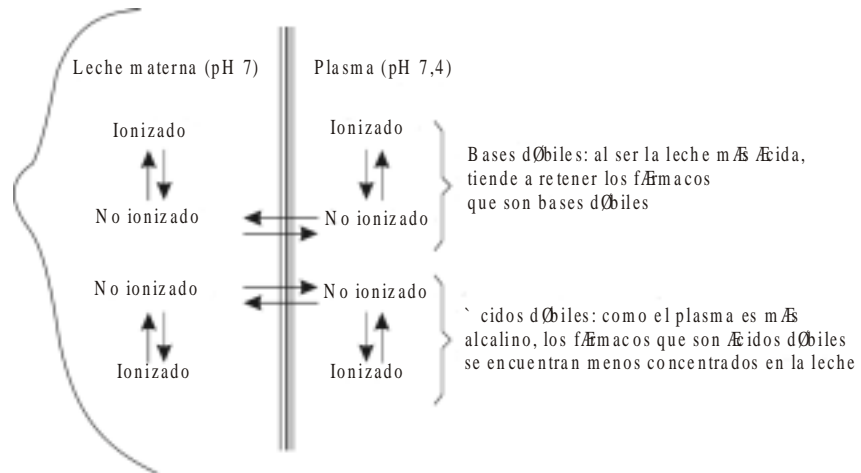 Leche materna (pH 7)
Plasma (pH 7,4)
Ionizado
Ionizado
No ionizado
No ionizado
Bases dØbiles: al ser la leche mÆs Æcida,
tiende a retener los fÆrmacos
que son bases dØbiles
No ionizado
No ionizado
Ionizado
Ionizado
` cidos dØbiles: como el plasma es mÆs
alcalino, los fÆrmacos que son Æcidos dØbiles
se encuentran menos concentrados en la leche